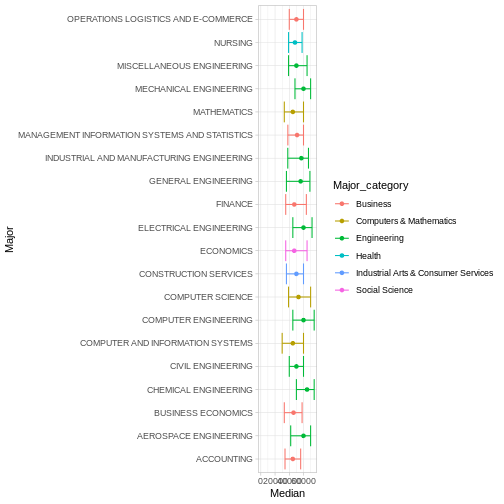 OPERATIONS LOGISTICS AND E-COMMERCE
NURSING
MISCELLANEOUS ENGINEERING
MECHANICAL ENGINEERING
MATHEMATICS
MANAGEMENT INFORMATION SYSTEMS AND STATISTICS
INDUSTRIAL AND MANUFACTURING ENGINEERING
GENERAL ENGINEERING
FINANCE
ELECTRICAL ENGINEERING
ECONOMICS
CONSTRUCTION SERVICES
COMPUTER SCIENCE
COMPUTER ENGINEERING
COMPUTER AND INFORMATION SYSTEMS
CIVIL ENGINEERING
CHEMICAL ENGINEERING
BUSINESS ECONOMICS
AEROSPACE ENGINEERING
ACCOUNTING
Major
Median
Major_category
Business
Computers & Mathematics
Engineering
Health
Industrial Arts & Consumer Services
Social Science